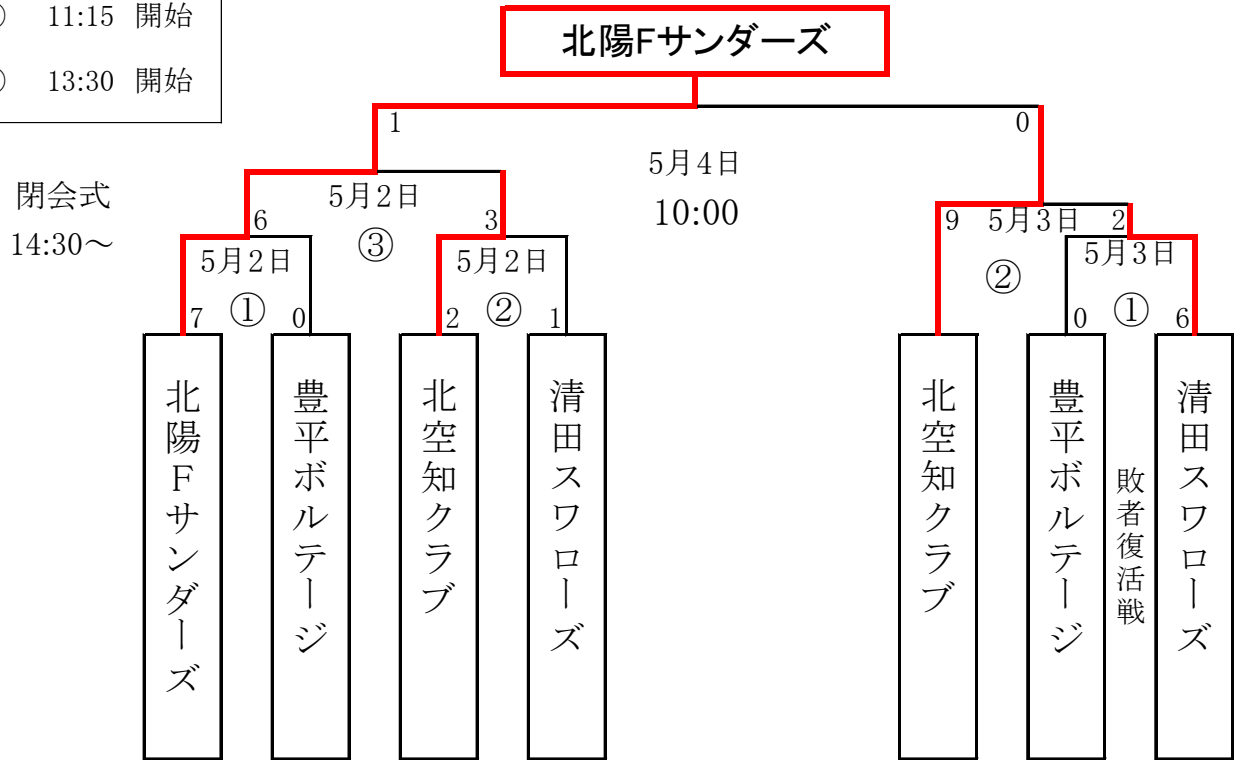 11:15 開始
13:30 開始
北陽Fサンダーズ
1
0
5月4日
10:00
閉会式
14:30～
5月2日
③
6
3
9
5月3日
2
5月2日
①
5月2日
②
②
5月3日
①
7
0
2
1
0
6
北陽Fサンダーズ
豊平ボルテージ
北空知クラブ
清田スワローズ
北空知クラブ
豊平ボルテージ
敗者復活戦
清田スワローズ